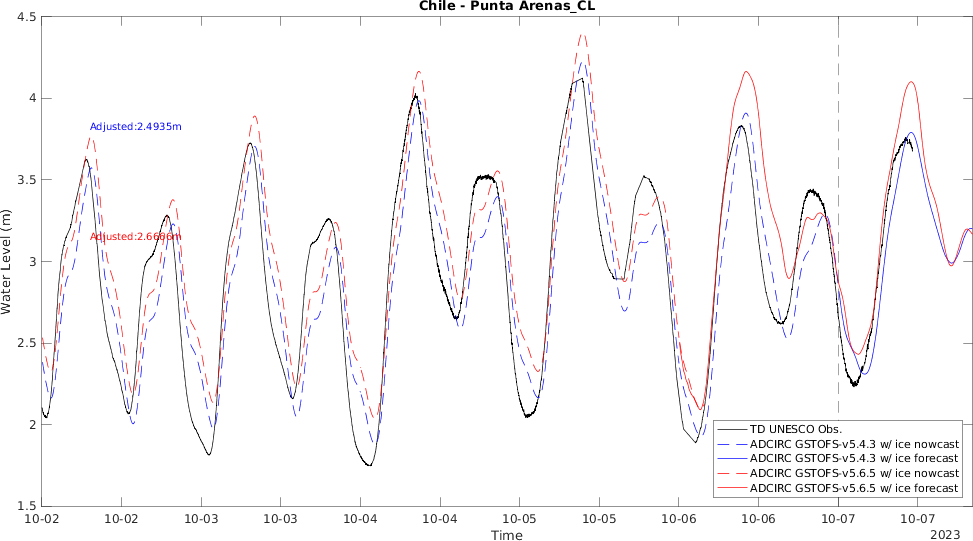 Chile - Punta Arenas_CL
4.5
4
3.5
3
2.5
2
1.5
Water Level (m)
Adjusted:2.4935m
Adjusted:2.6606m
TD UNESCO Obs.
ADCIRC GSTOFS-v5.4.3 w/ ice nowcast
ADCIRC GSTOFS-v5.4.3 w/ ice forecast
ADCIRC GSTOFS-v5.6.5 w/ ice nowcast
ADCIRC GSTOFS-v5.6.5 w/ ice forecast
10-02 10-02 10-03 10-03 10-04 10-04 10-05 10-05 10-06 10-06 10-07 10-07
Time
2023